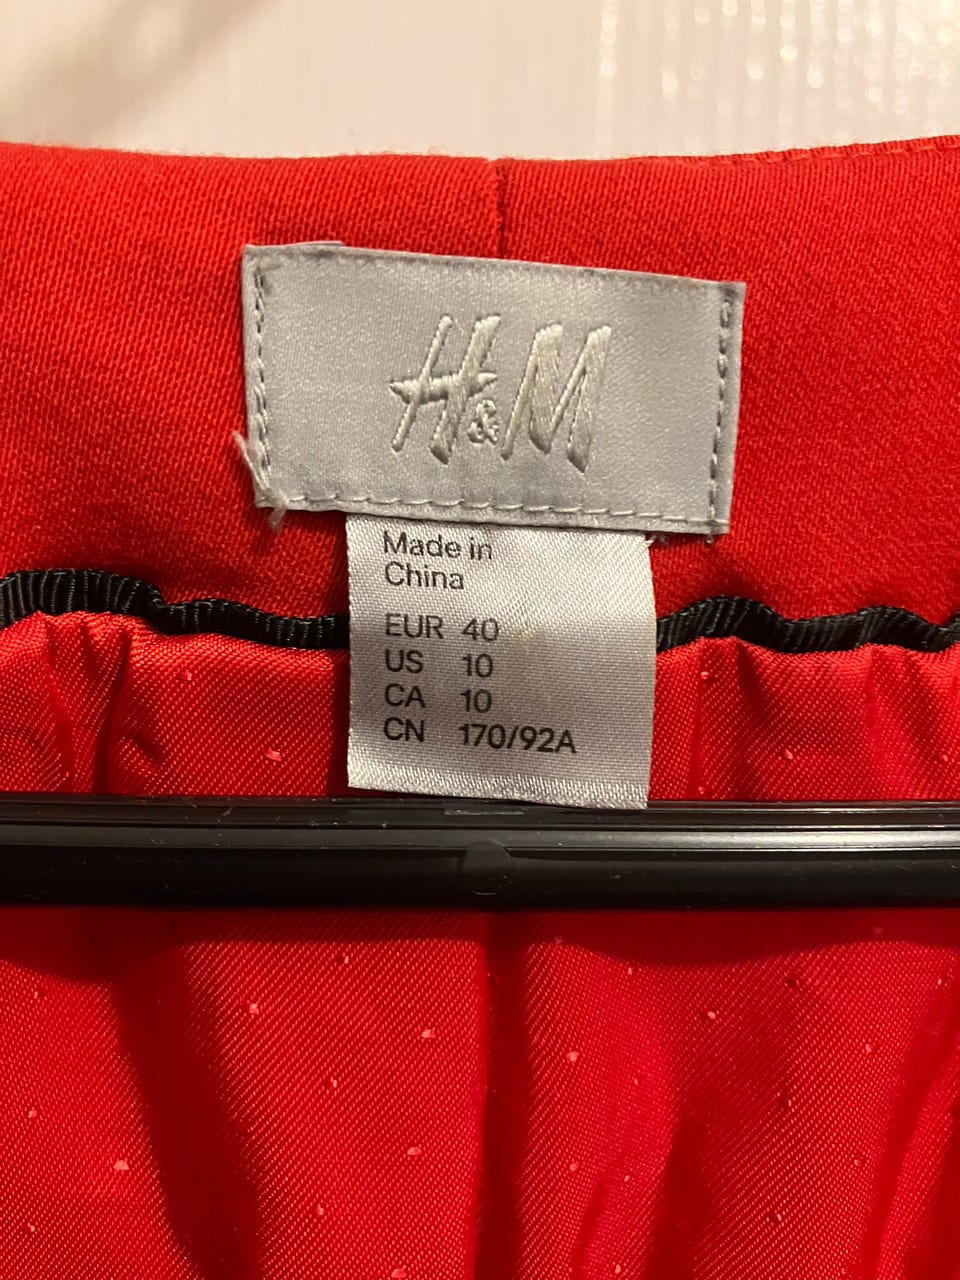 H&M
Made in
China
EUR 40
US 10
CA 10
CN 170/92A